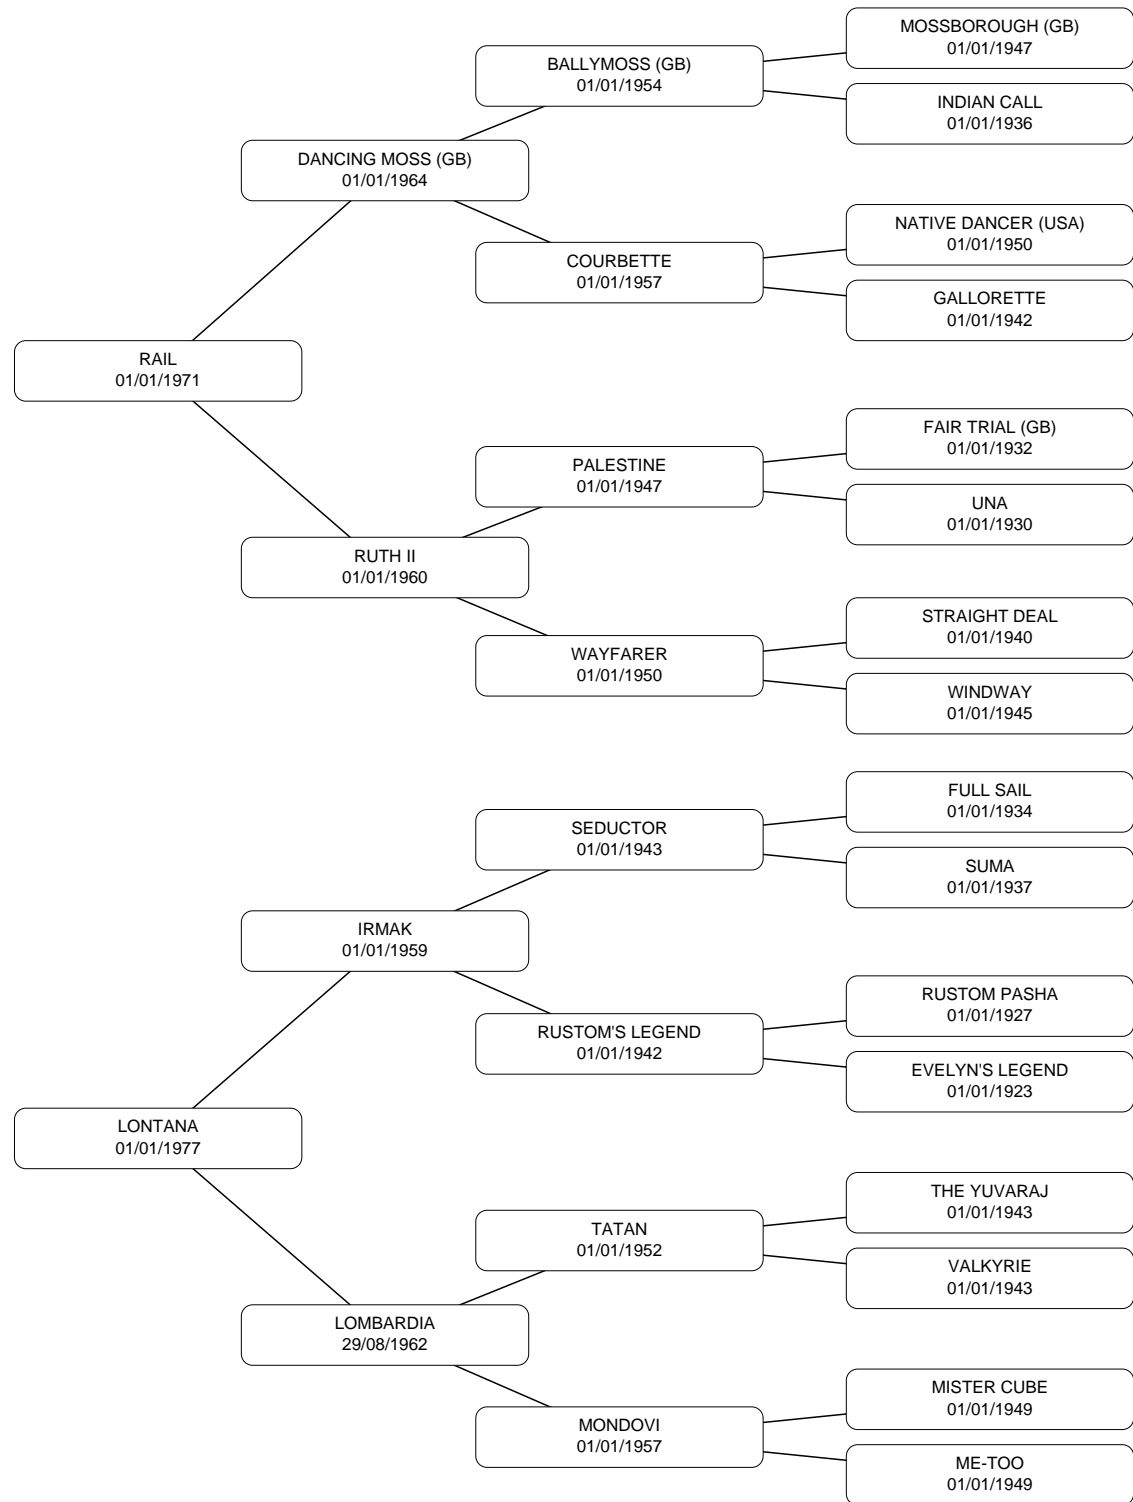 MOSSBOROUGH (GB)
01/01/1947
BALLYMOSS (GB)
01/01/1954
INDIAN CALL
01/01/1936
DANCING MOSS (GB)
01/01/1964
NATIVE DANCER (USA)
01/01/1950
COURBETTE
01/01/1957
GALLORETTE
01/01/1942
RAIL
01/01/1971
FAIR TRIAL (GB)
01/01/1932
PALESTINE
01/01/1947
UNA
01/01/1930
RUTH II
01/01/1960
STRAIGHT DEAL
01/01/1940
WAYFARER
01/01/1950
WINDWAY
01/01/1945
FULL SAIL
01/01/1934
SEDUCTOR
01/01/1943
SUMA
01/01/1937
IRMAK
01/01/1959
RUSTOM PASHA
01/01/1927
RUSTOM'S LEGEND
01/01/1942
EVELYN'S LEGEND
01/01/1923
LONTANA
01/01/1977
THE YUVARAJ
01/01/1943
TATAN
01/01/1952
VALKYRIE
01/01/1943
LOMBARDIA
29/08/1962
MISTER CUBE
01/01/1949
MONDOVI
01/01/1957
ME-TOO
01/01/1949